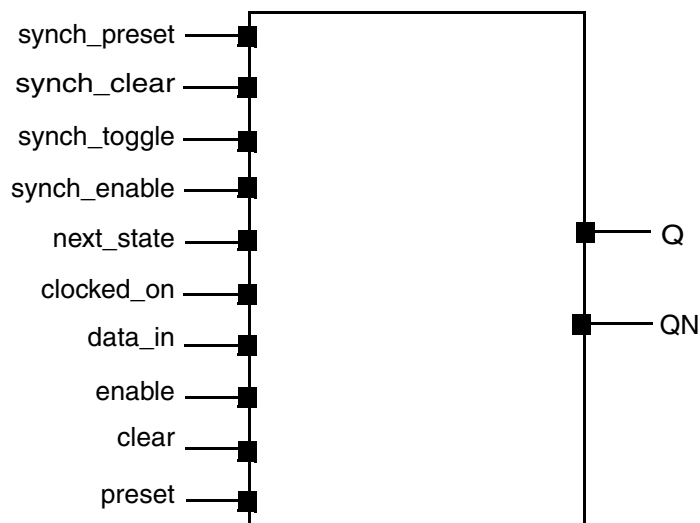 synch_preset
synch_clear
synch_toggle
synch_enable
next_state
clocked_on
data_in
enable
clear
preset
Q
QN